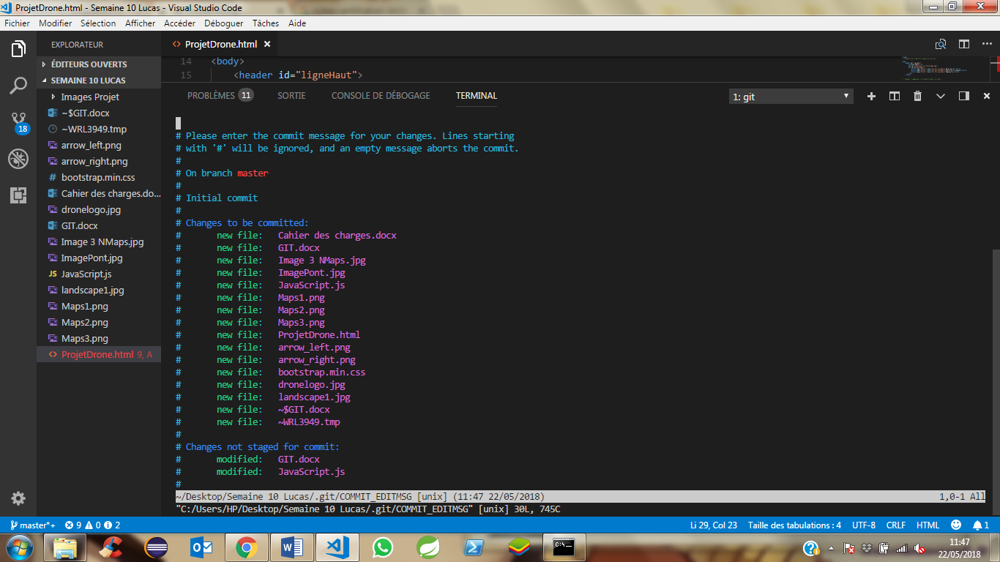 ProjetDrone.html - Semaine 10 Lucas - Visual Studio Code
Fichier Modifier Sélection Afficher Accéder Déboguer Tâches Aide
EXPLORATEUR
ÉDITEURS OUVERTS
SEMAINE 10 LUCAS
Images Projet
~$GIT.docx
~WRL3949.tmp
arrow_left.png
arrow_right.png
bootstrap.min.css
Cahier des charges.do...
dronelogo.jpg
GIT.docx
Image 3 NMaps.jpg
ImagePont.jpg
JS JavaScript.js
landscape1.jpg
Maps1.png
Maps2.png
Maps3.png
<> ProjetDrone.html 9, A
18
<> ProjetDrone.html ×
14 <body>
15 <header id="ligneHaut">
PROBLÈMES 11 SORTIE CONSOLE DE DÉBOGAGE TERMINAL 1: git
# Please enter the commit message for your changes. Lines starting
# with '#' will be ignored, and an empty message aborts the commit.
#
# On branch master
#
# Initial commit
#
# Changes to be committed:
# new file: Cahier des charges.docx
# new file: GIT.docx
# new file: Image 3 NMaps.jpg
# new file: ImagePont.jpg
# new file: JavaScript.js
# new file: Maps1.png
# new file: Maps2.png
# new file: Maps3.png
# new file: ProjetDrone.html
# new file: arrow_left.png
# new file: arrow_right.png
# new file: bootstrap.min.css
# new file: dronelogo.jpg
# new file: landscape1.jpg
# new file: ~$GIT.docx
# new file: ~WRL3949.tmp
#
# Changes not staged for commit:
# modified: GIT.docx
# modified: JavaScript.js
#
~/Desktop/Semaine 10 Lucas/.git/COMMIT_EDITMSG [unix] (11:47 22/05/2018) 1,0-1 All
"C:/Users/HP/Desktop/Semaine 10 Lucas/.git/COMMIT_EDITMSG" [unix] 30L, 745C
master*+ 9 0 2 Li 29, Col 23 Taille des tabulations : 4 UTF-8 CRLF HTML 1
11:47
22/05/2018